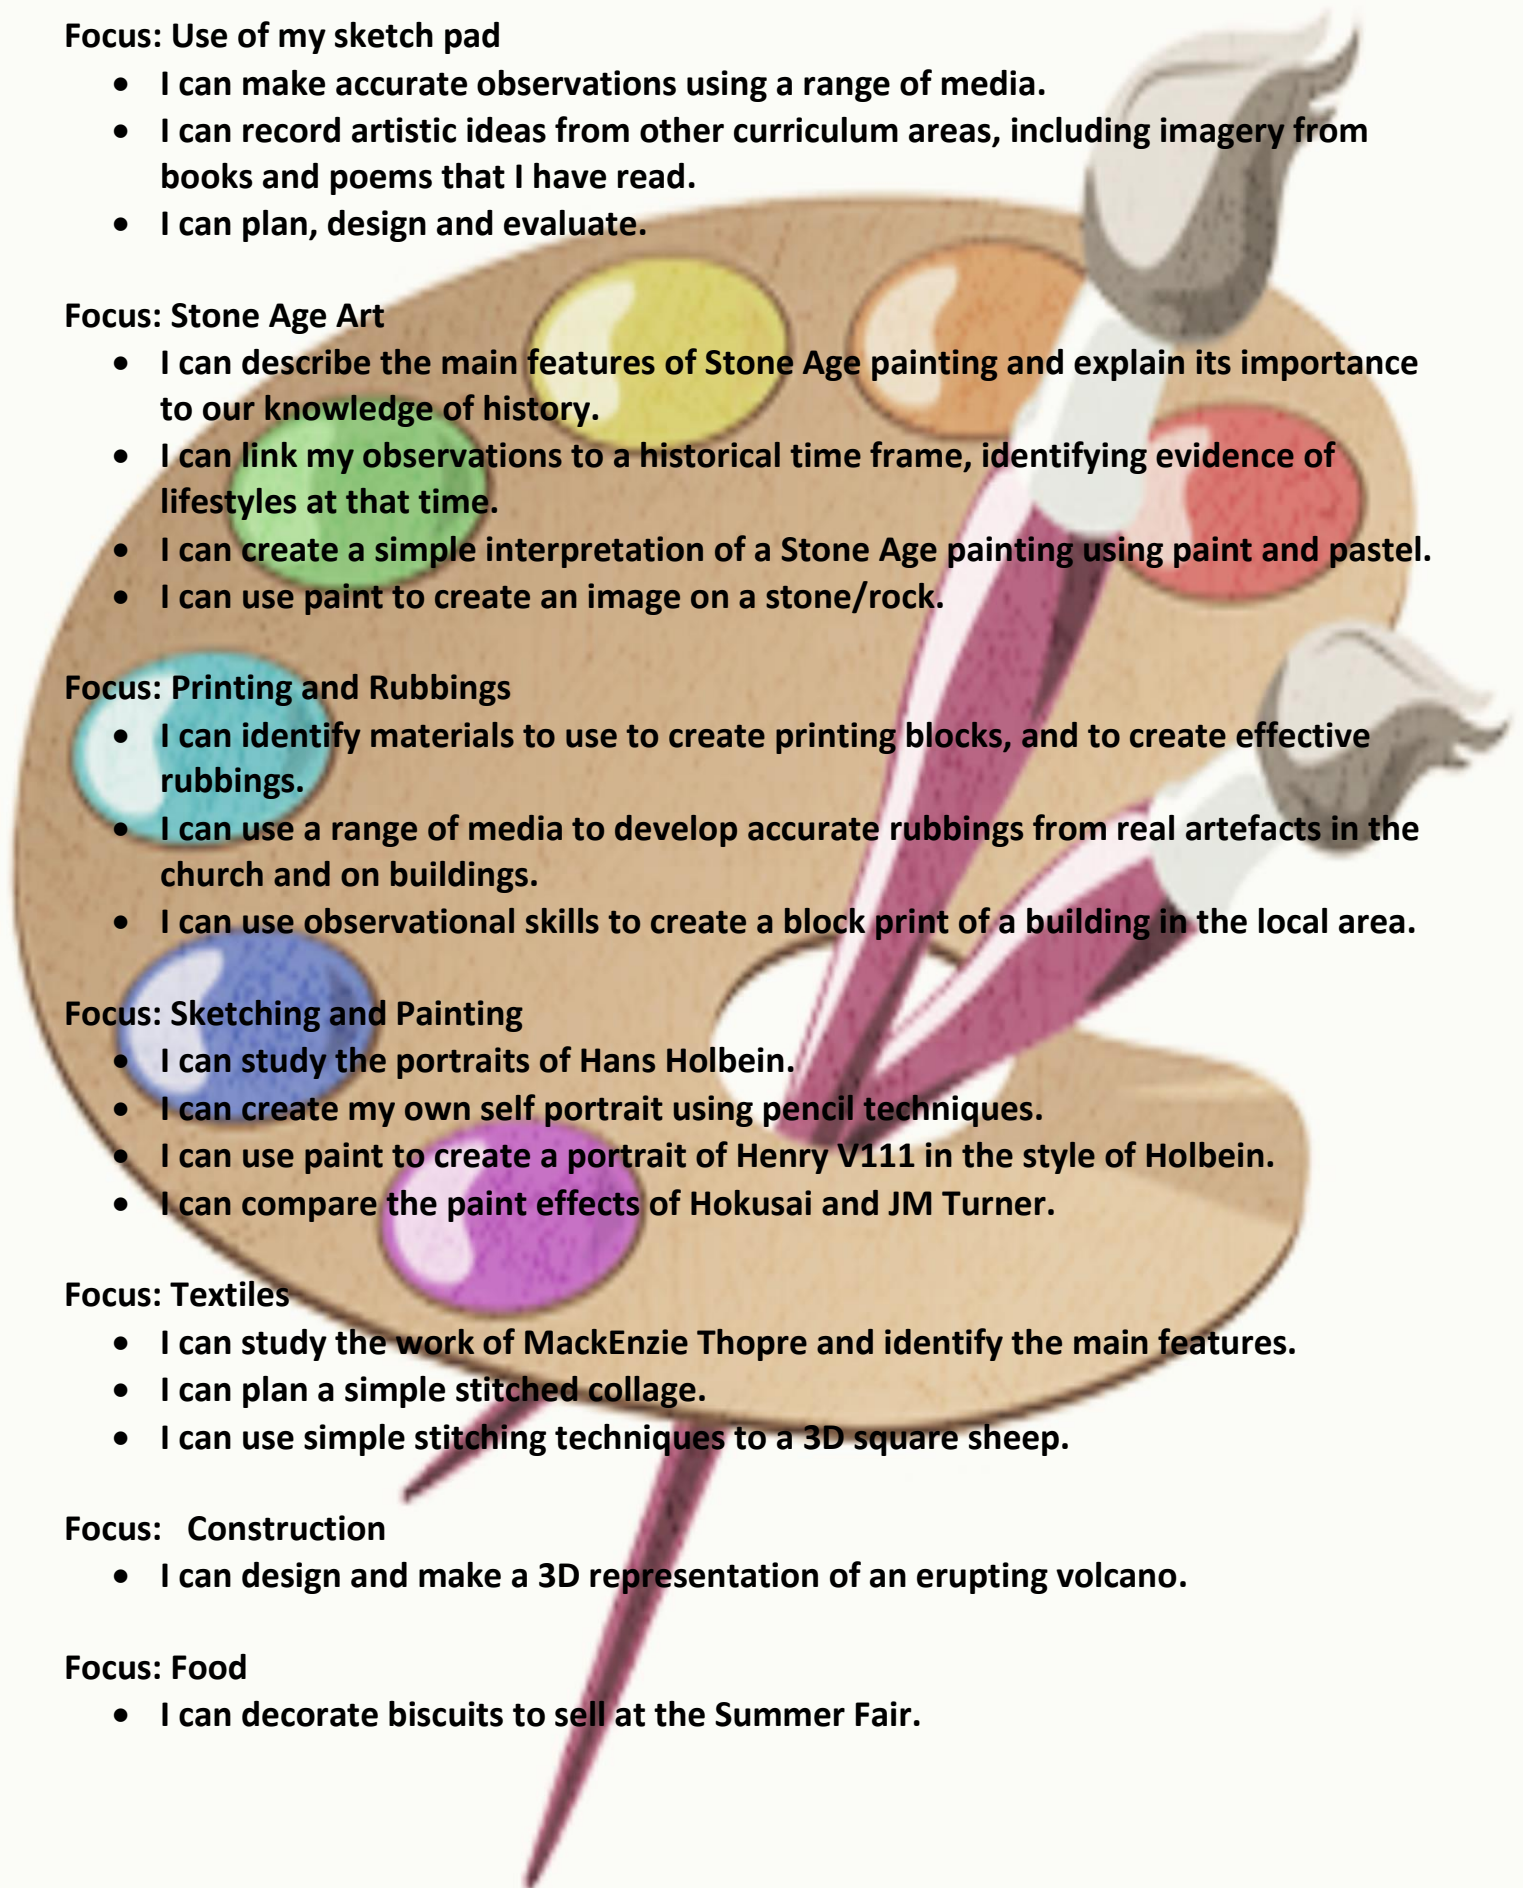 Focus: Use of my sketch pad
• I can make accurate observations using a range of media.
• I can record artistic ideas from other curriculum areas, including imagery from
books and poems that I have read.
• I can plan, design and evaluate.
Focus: Stone Age Art
• I can describe the main features of Stone Age painting and explain its importance
to our knowledge of history.
• I can link my observations to a historical time frame, identifying evidence of
lifestyles at that time.
• I can create a simple interpretation of a Stone Age painting using paint and pastel.
• I can use paint to create an image on a stone/rock.
Focus: Printing and Rubbings
• I can identify materials to use to create printing blocks, and to create effective
rubbings.
• I can use a range of media to develop accurate rubbings from real artefacts in the
church and on buildings.
• I can use observational skills to create a block print of a building in the local area.
Focus: Sketching and Painting
• I can study the portraits of Hans Holbein.
• I can create my own self portrait using pencil techniques.
• I can use paint to create a portrait of Henry V111 in the style of Holbein.
• I can compare the paint effects of Hokusai and JM Turner.
Focus: Textiles
• I can study the work of MackEnzie Thopre and identify the main features.
• I can plan a simple stitched collage.
• I can use simple stitching techniques to a 3D square sheep.
Focus: Construction
• I can design and make a 3D representation of an erupting volcano.
Focus: Food
• I can decorate biscuits to sell at the Summer Fair.